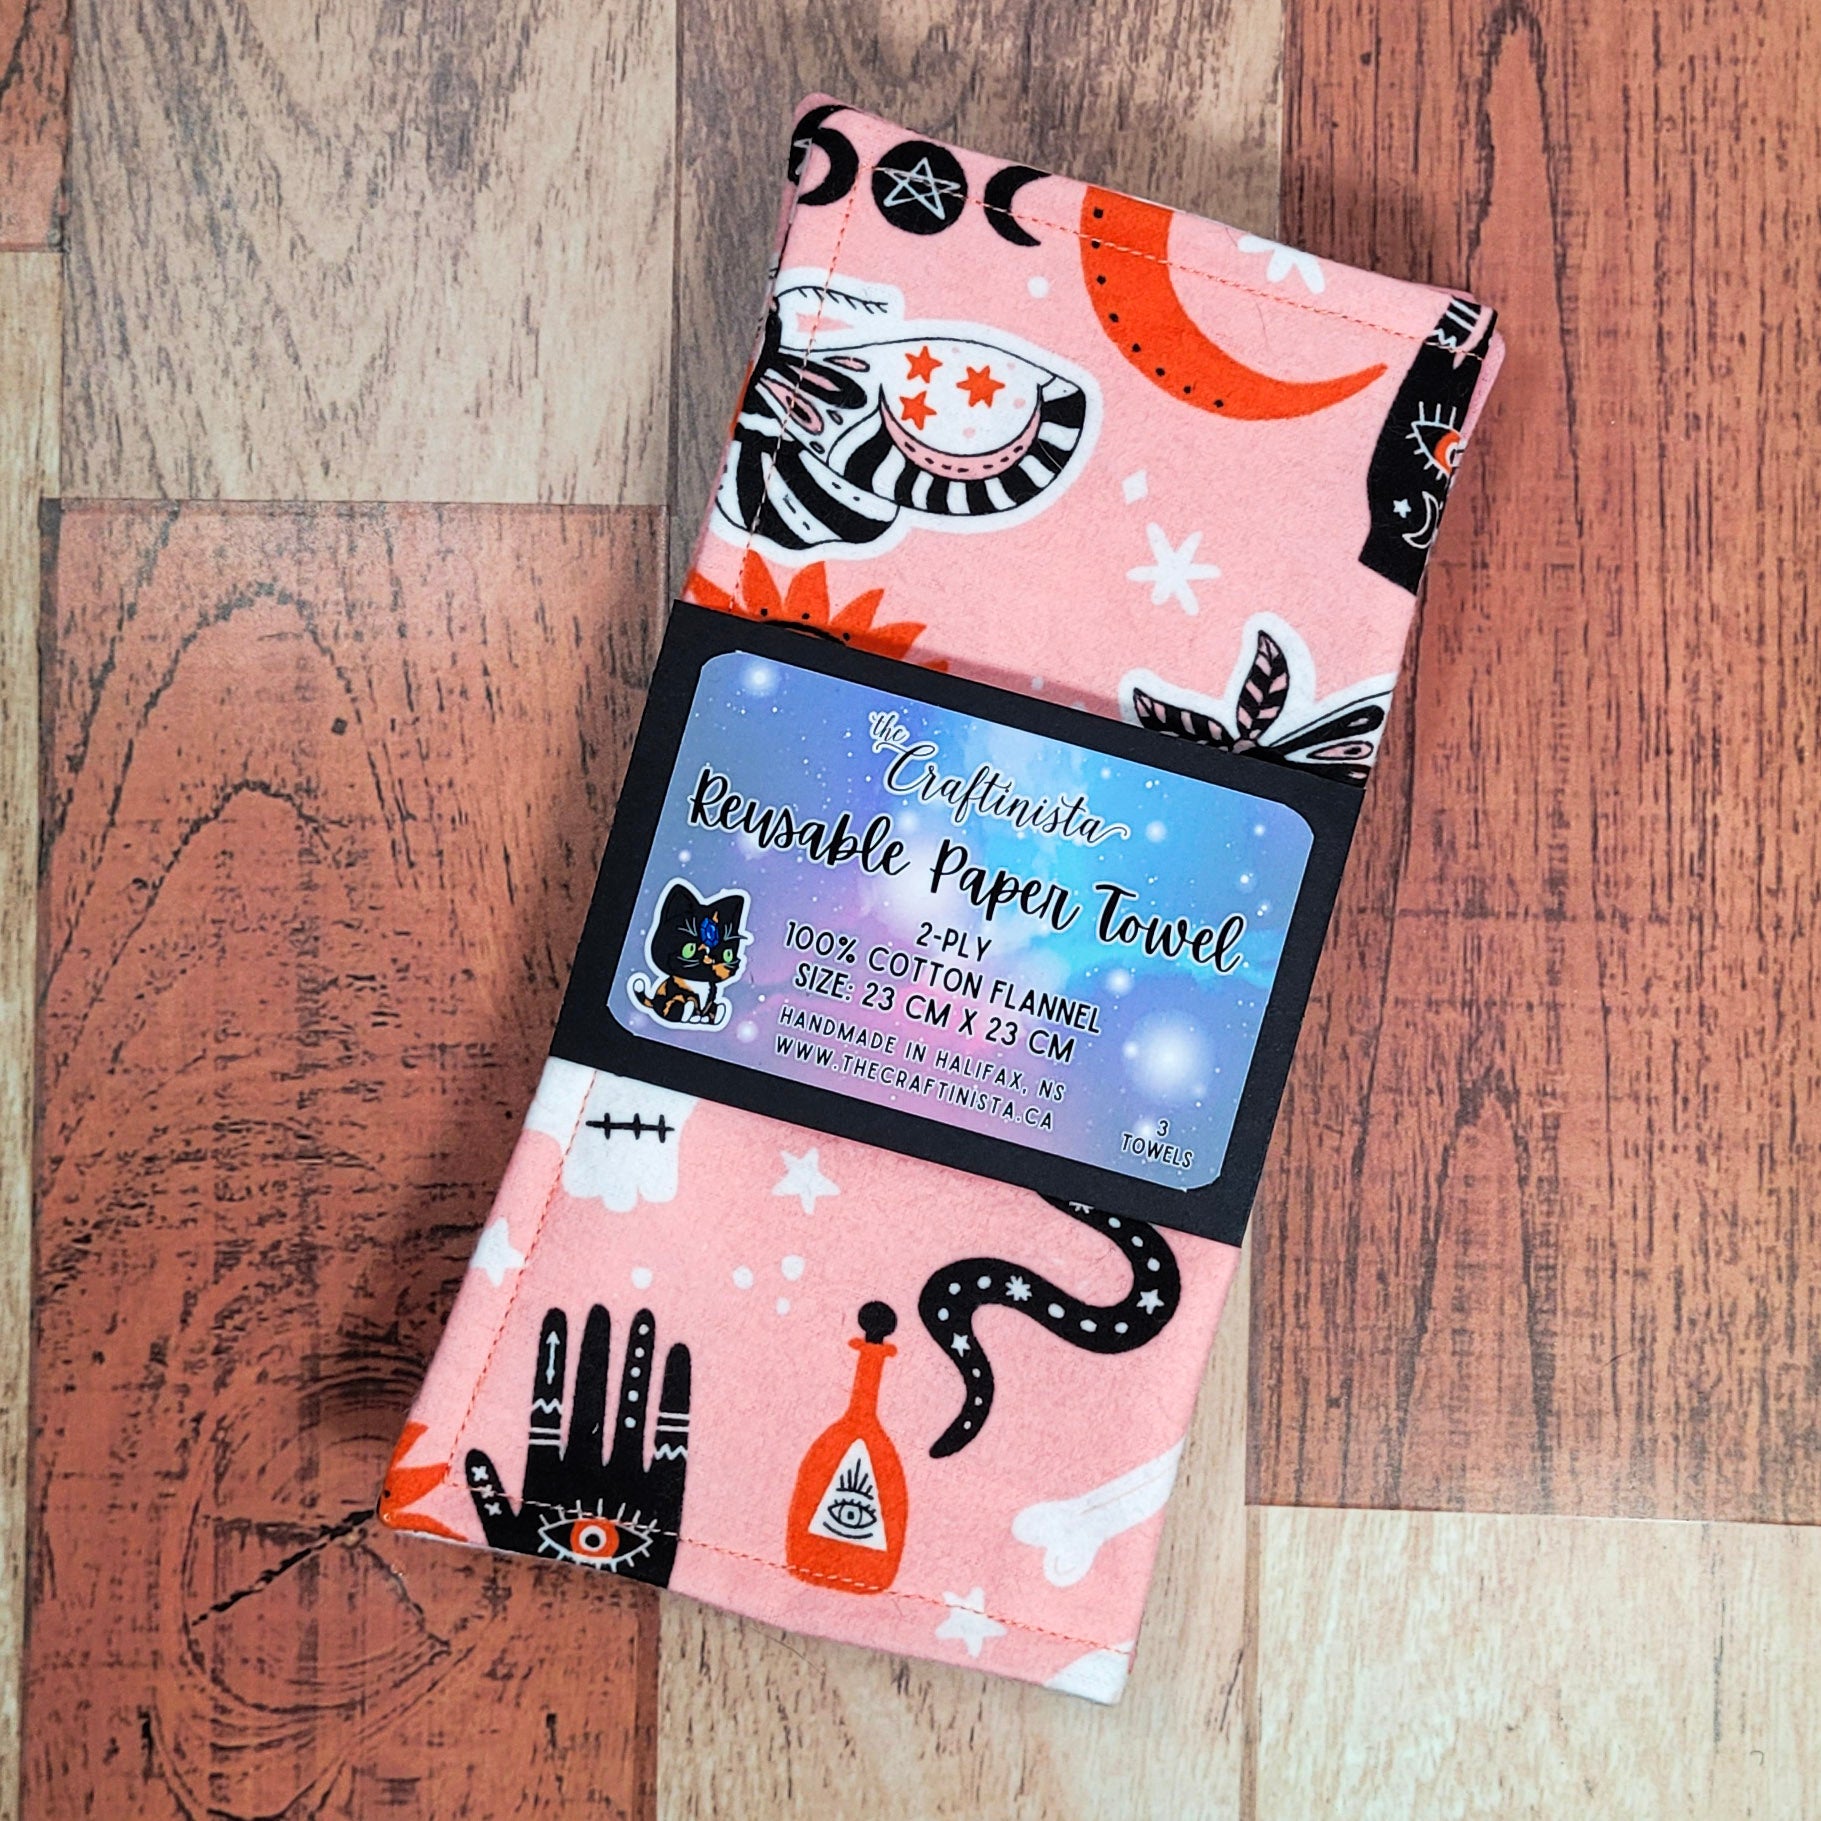 the
Craftinista
Reusable Paper Towel
2-PLY
100% COTTON FLANNEL
SIZE: 23 CM X 23 CM
HANDMADE IN HALIFAX, NS
WWW.THECRAFTINISTA.CA
3
TOWELS